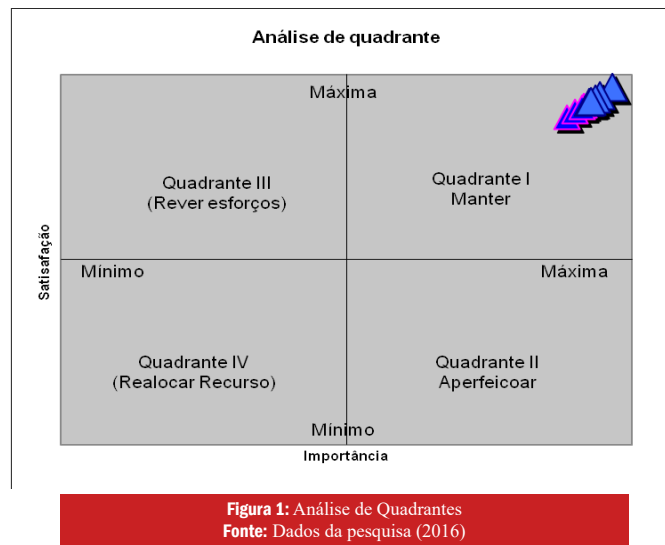 Análise de quadrante
Máxima
Quadrante III
(Rever esforços)
Quadrante I
Manter
Satisafação
Mínimo
Máxima
Quadrante IV
(Realocar Recurso)
Quadrante II
Aperfeicoar
Mínimo
Importância
Figura 1: Análise de Quadrantes
Fonte: Dados da pesquisa (2016)